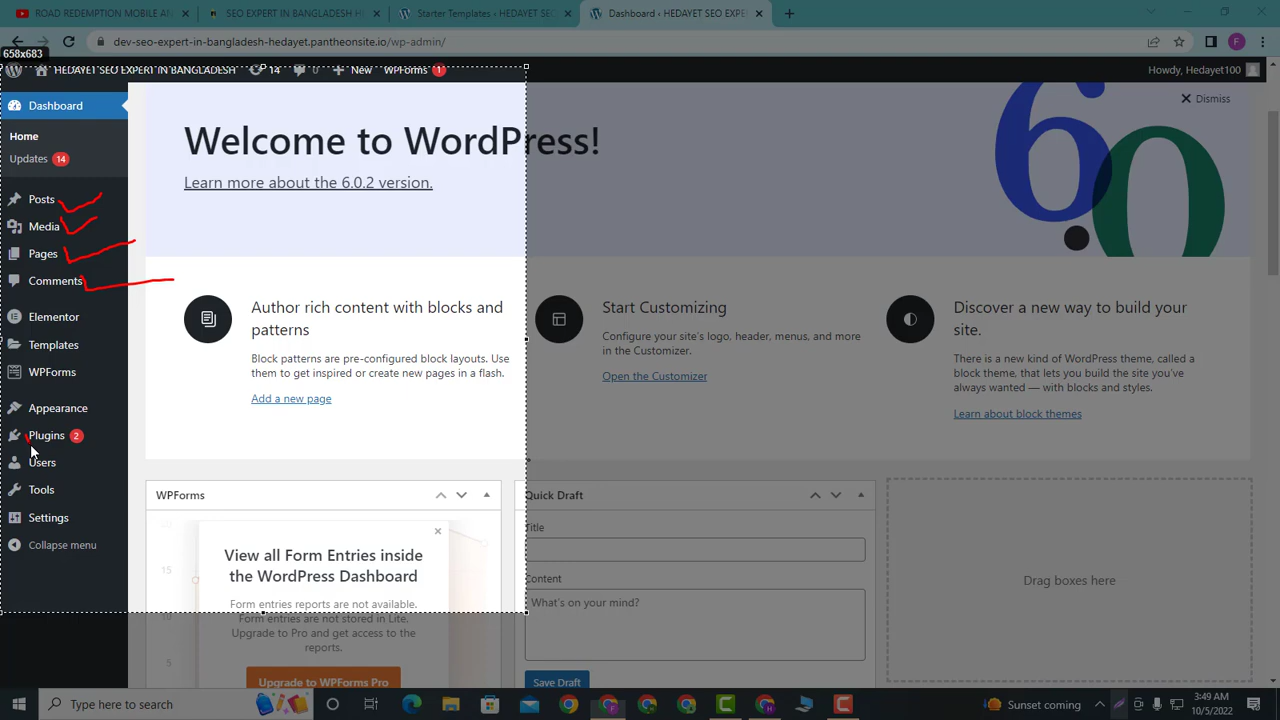 ROAD REDEMPTION MOBILE AN
SEO EXPERT IN BANGLADESH HE
Starter Templates ‹ HEDAYET SEO
Dashboard ‹ HEDAYET SEO EXPER
dev-seo-expert-in-bangladesh-hedayet.pantheonsite.io/wp-admin/
F
658x683
HEDAYET SEO EXPERT IN BANGLADESH
14
0
New
WPForms
1
Howdy, Hedayet100
Dashboard
Home
Updates 14
Posts
Media
Pages
Comments
Elementor
Templates
WPForms
Appearance
Plugins 2
Users
Tools
Settings
Collapse menu
Welcome to WordPress!
Learn more about the 6.0.2 version.
Dismiss
6.0
Author rich content with blocks and
patterns
Block patterns are pre-configured block layouts. Use
them to get inspired or create new pages in a flash.
Add a new page
Start Customizing
Configure your site's logo, header, menus, and more
in the Customizer.
Open the Customizer
Discover a new way to build your
site.
There is a new kind of WordPress theme, called a
block theme, that lets you build the site you've
always wanted — with blocks and styles.
Learn about block themes
WPForms
15
10
5
View all Form Entries inside
the WordPress Dashboard
Form entries reports are not available.
Form entries are not stored in Lite.
Upgrade to Pro and get access to the
reports.
Upgrade to WPForms Pro
Quick Draft
Title
Content
What's on your mind?
Save Draft
Drag boxes here
Type here to search
Sunset coming
3:49 AM
10/5/2022